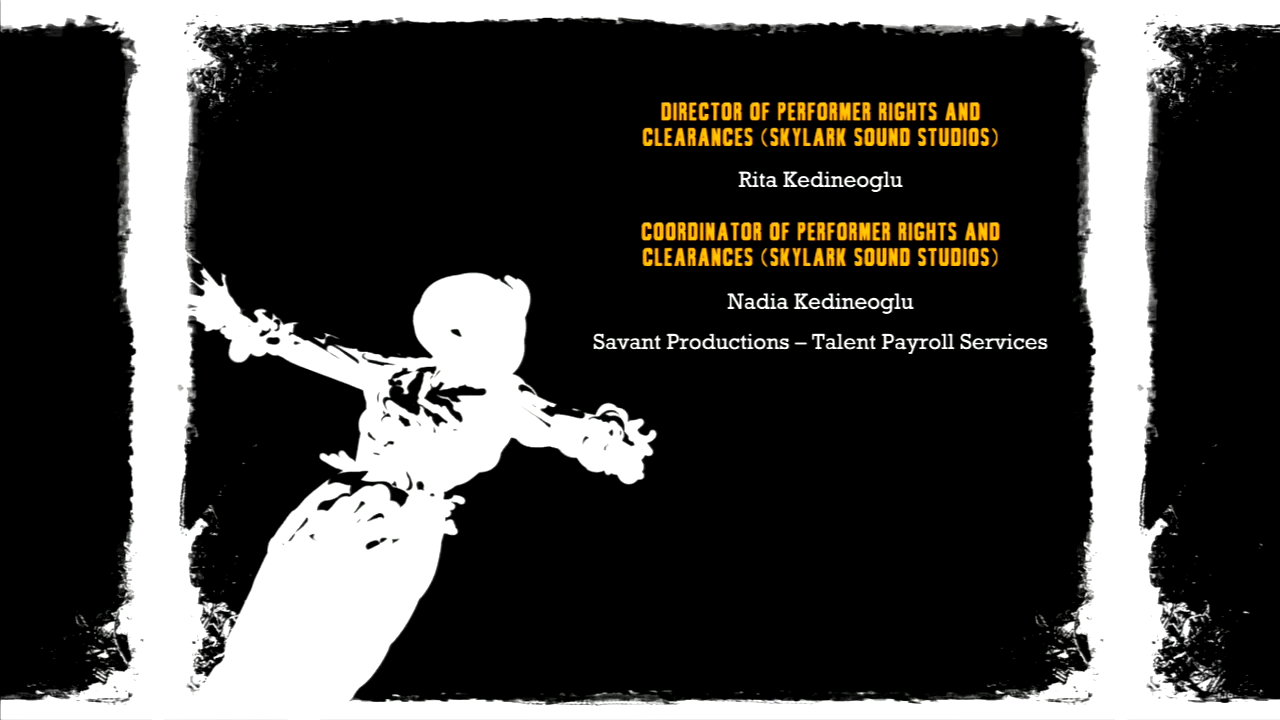 DIRECTOR OF PERFORMER RIGHTS AND
CLEARANCES (SKYLARK SOUND STUDIOS)
Rita Kedineoglu
COORDINATOR OF PERFORMER RIGHTS AND
CLEARANCES (SKYLARK SOUND STUDIOS)
Nadia Kedineoglu
Savant Productions – Talent Payroll Services